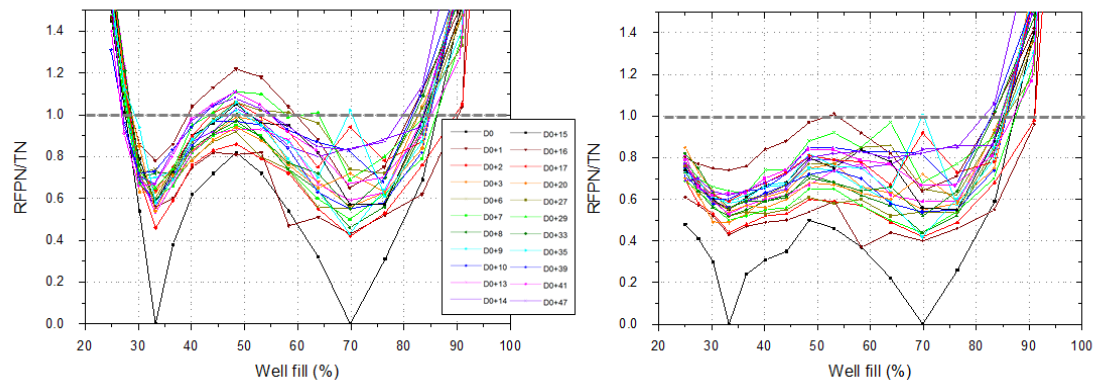 1.4
1.2
1.0
0.8
0.6
0.4
0.2
0.0
RFPN/TN
20 30 40 50 60 70 80 90 100
Well fill (%)
D0 D0+15
D0+1 D0+16
D0+2 D0+17
D0+3 D0+20
D0+6 D0+27
D0+7 D0+29
D0+8 D0+33
D0+9 D0+35
D0+10 D0+39
D0+13 D0+41
D0+14 D0+47
1.4
1.2
1.0
0.8
0.6
0.4
0.2
0.0
RFPN/TN
20 30 40 50 60 70 80 90 100
Well fill (%)